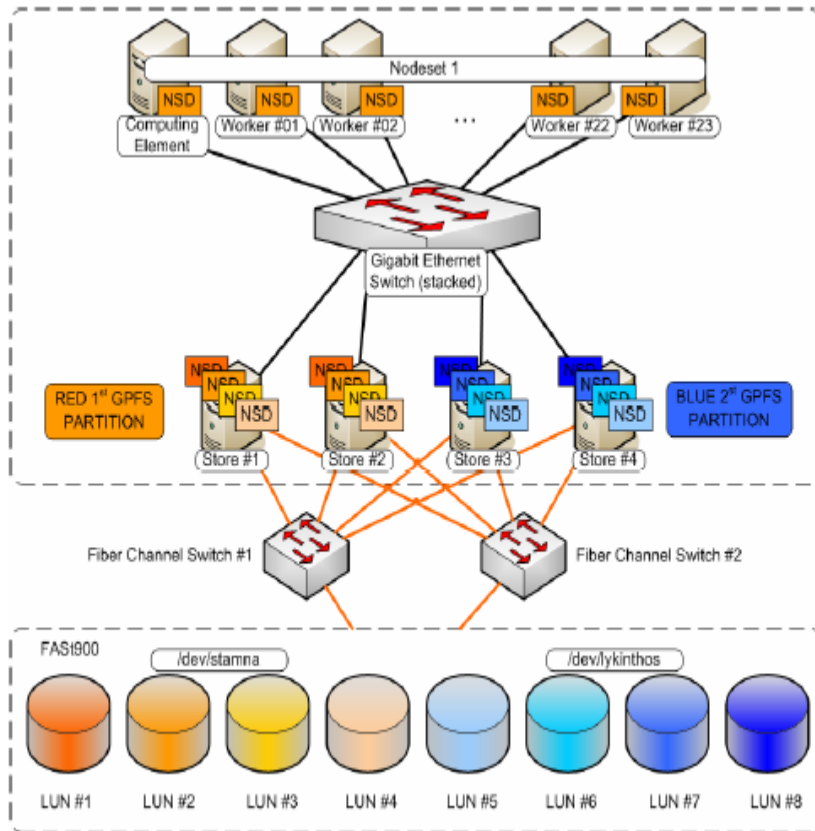 Nodeset 1
NSD NSD NSD NSD NSD
Computing
Element
Worker #01
Worker #02
...
Worker #22
Worker #23
Gigabit Ethernet
Switch (stacked)
NSD NSD NSD NSD
NSD NSD NSD NSD
NSD NSD NSD NSD
NSD NSD NSD NSD
RED 1st GPFS
PARTITION
BLUE 2st GPFS
PARTITION
Store #1
Store #2
Store #3
Store #4
Fiber Channel Switch #1
Fiber Channel Switch #2
FASt900
/dev/stamna
/dev/lykinthos
LUN #1
LUN #2
LUN #3
LUN #4
LUN #5
LUN #6
LUN #7
LUN #8